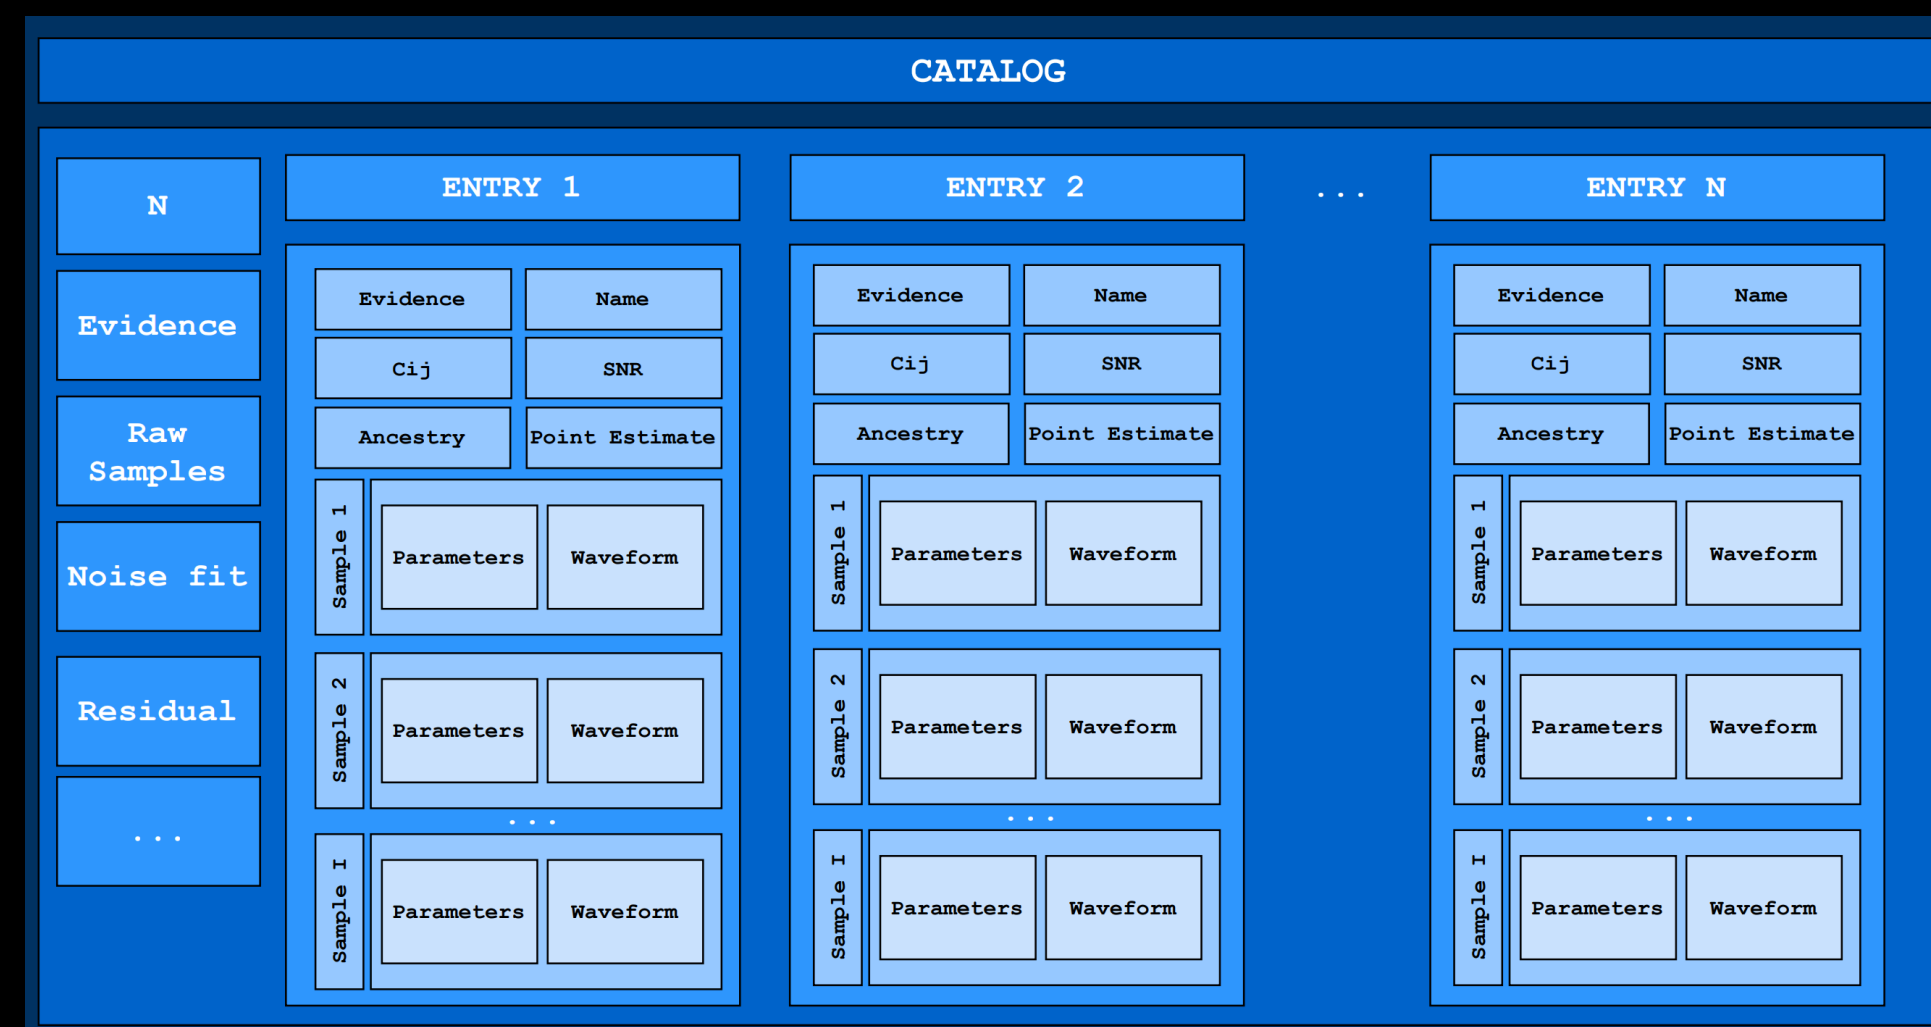 CATALOG
N
Evidence
Raw
Samples
Noise fit
Residual
...
ENTRY 1
Evidence
Name
Cij
SNR
Ancestry
Point Estimate
Sample 1
Parameters
Waveform
Sample 2
Parameters
Waveform
...
Sample I
Parameters
Waveform
ENTRY 2
Evidence
Name
Cij
SNR
Ancestry
Point Estimate
Sample 1
Parameters
Waveform
Sample 2
Parameters
Waveform
...
Sample I
Parameters
Waveform
...
ENTRY N
Evidence
Name
Cij
SNR
Ancestry
Point Estimate
Sample 1
Parameters
Waveform
Sample 2
Parameters
Waveform
...
Sample I
Parameters
Waveform